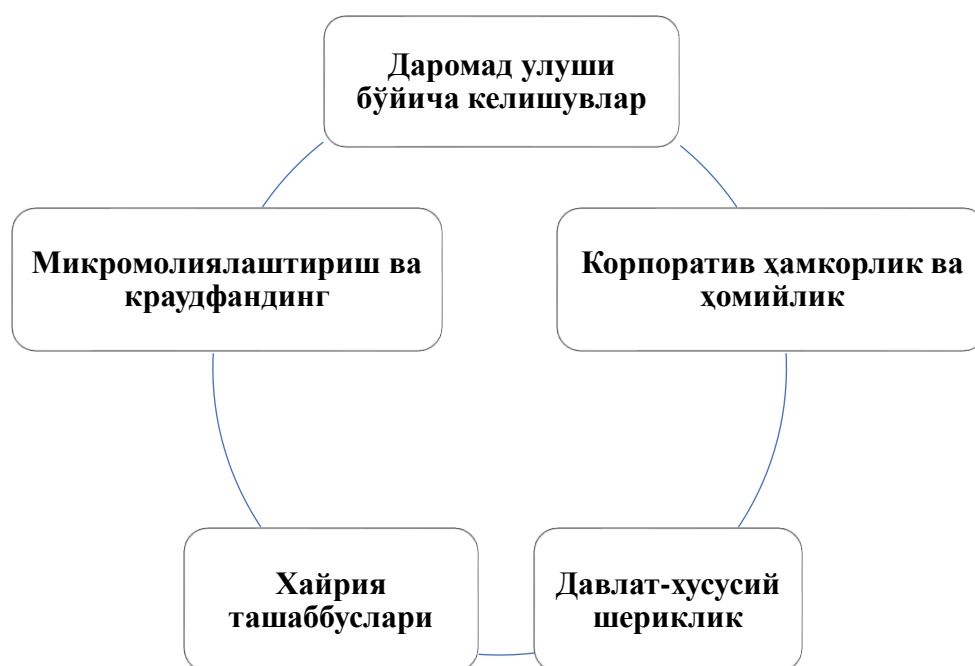 Даромад улуши
бўйича келишувлар
Микромолиялаштириш ва
краудфандинг
Корпоратив ҳамкорлик ва
ҳомийлик
Хайрия
ташаббуслари
Давлат-хусусий
шериклик